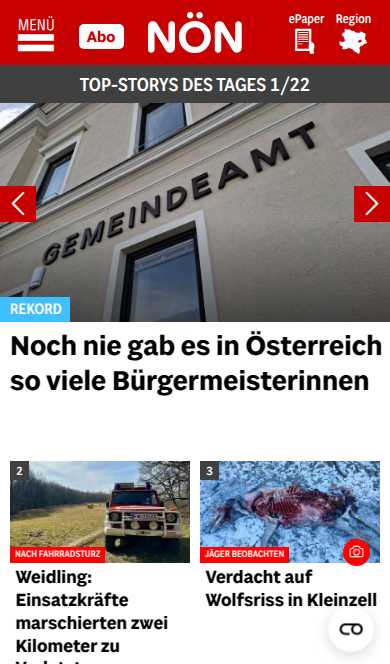 MENÜ
Abo
NÖN
ePaper
Region
TOP-STORYS DES TAGES 1/22
GEMEINDEAMT
REKORD
Noch nie gab es in Österreich
so viele Bürgermeisterinnen
2
NACH FAHRRADSTURZ
3
JÄGER BEOBACHTEN
Weidling:
Einsatzkräfte
marschierten zwei
Kilometer zu
Verdacht auf
Wolfsriss in Kleinzell